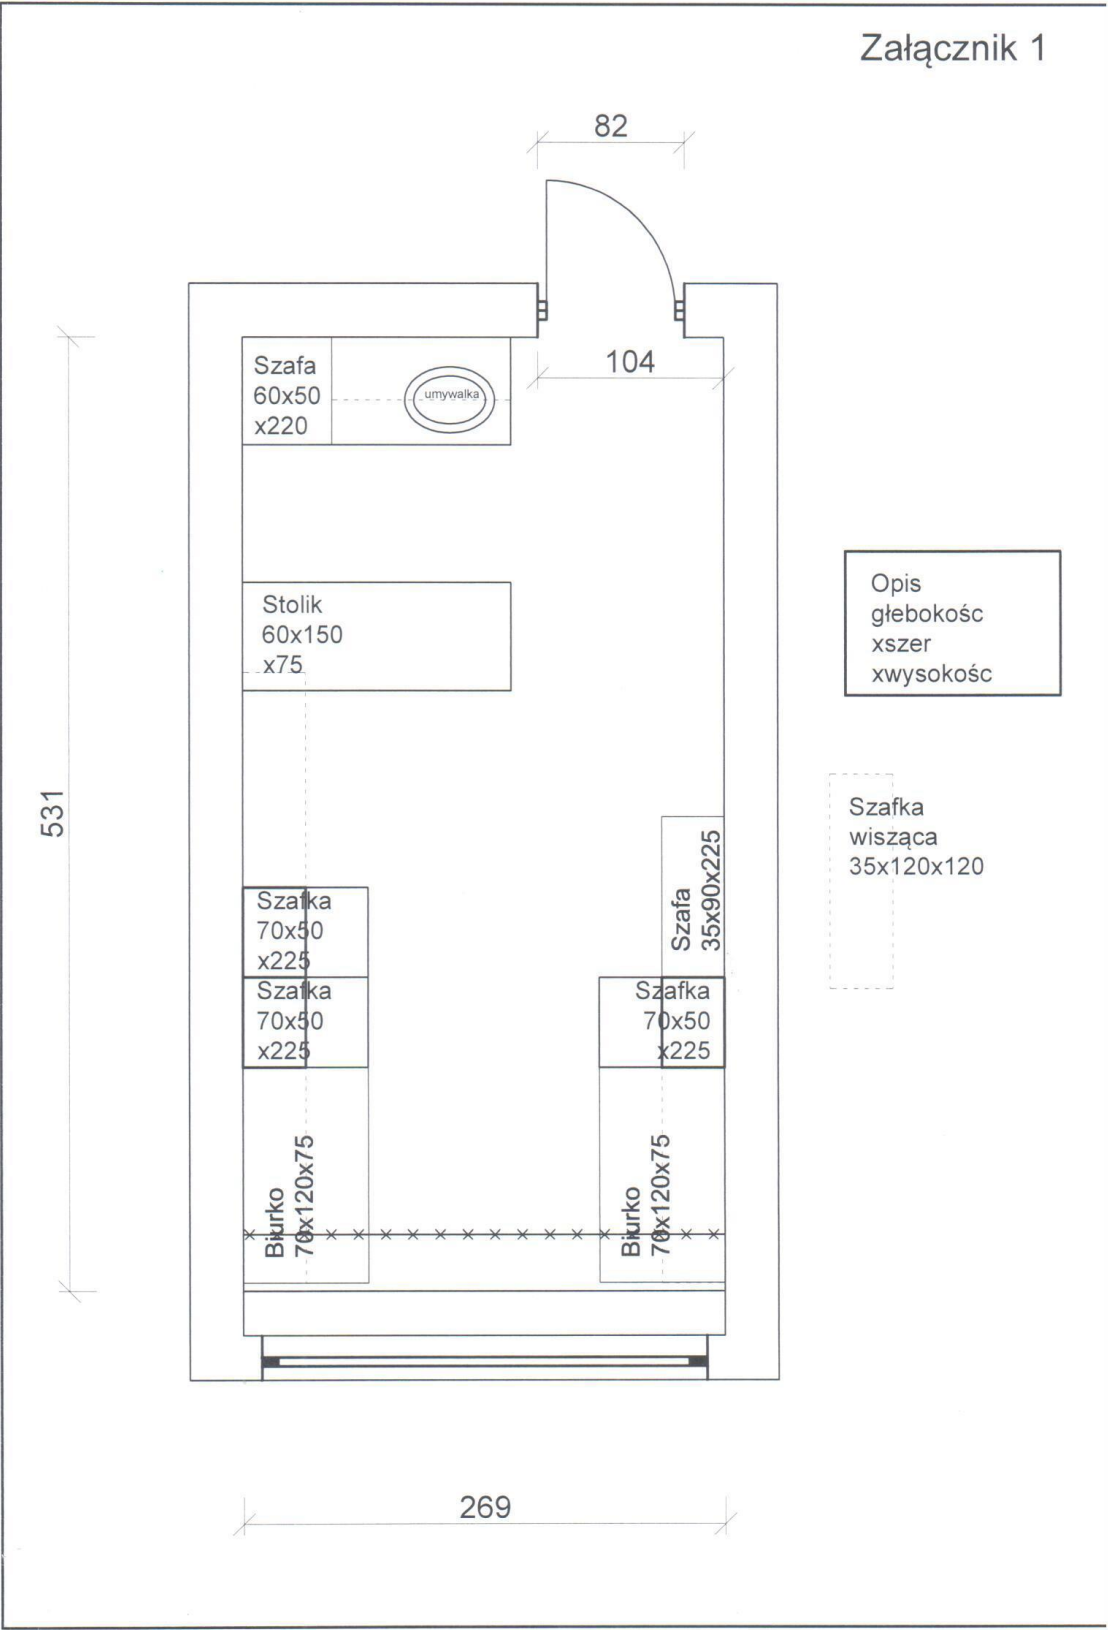 Załącznik 1
82
104
Szafa
60x50
x220
umywalka
Stolik
60x150
x75
Opis
głebokośc
xszer
xwysokośc
531
Szafka
wisząca
35x120x120
Szafa
35x90x225
Szafka
70x50
x225
Szafka
70x50
x225
Szafka
70x50
x225
Biurko
70x120x75
Biurko
70x120x75
269